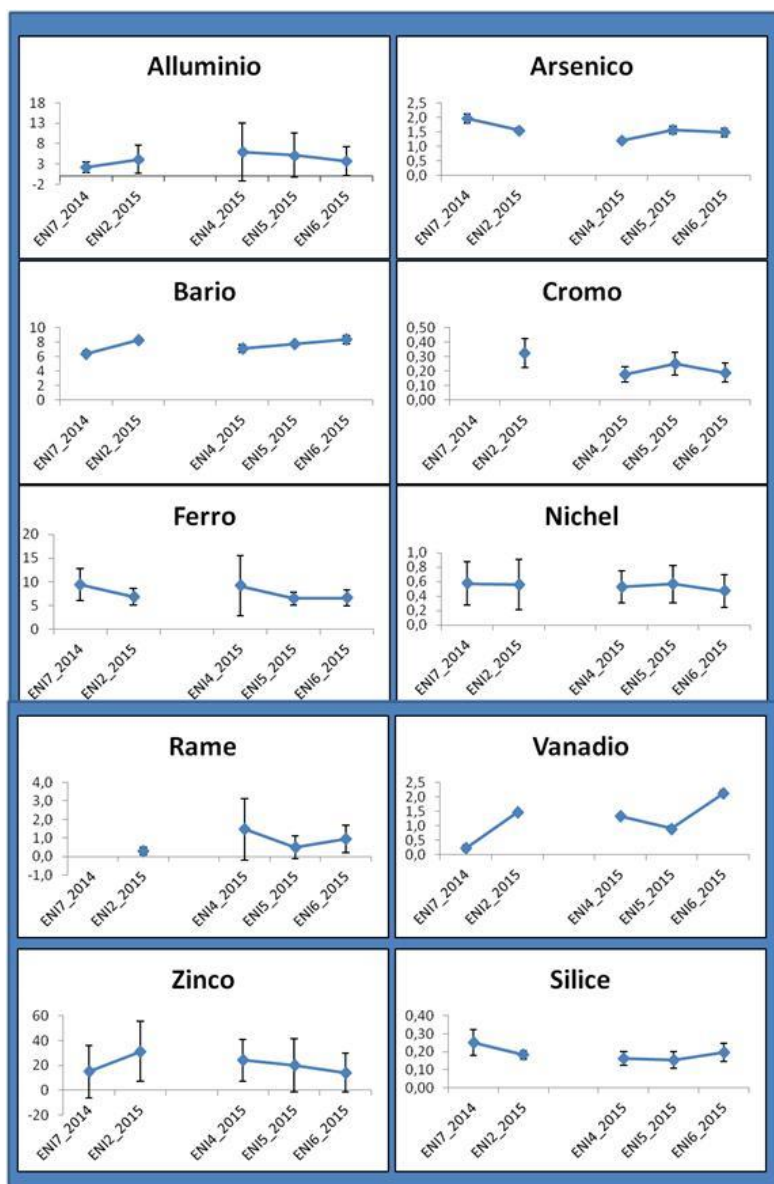 Alluminio
18
13
8
3
-2
ENI7_2014
ENI2_2015
ENI4_2015
ENI5_2015
ENI6_2015
Arsenico
2,5
2,0
1,5
1,0
0,5
0,0
ENI7_2014
ENI2_2015
ENI4_2015
ENI5_2015
ENI6_2015
Bario
10
8
6
4
2
0
ENI7_2014
ENI2_2015
ENI4_2015
ENI5_2015
ENI6_2015
Cromo
0,50
0,40
0,30
0,20
0,10
0,00
ENI7_2014
ENI2_2015
ENI4_2015
ENI5_2015
ENI6_2015
Ferro
20
15
10
5
0
ENI7_2014
ENI2_2015
ENI4_2015
ENI5_2015
ENI6_2015
Nichel
1,0
0,8
0,6
0,4
0,2
0,0
ENI7_2014
ENI2_2015
ENI4_2015
ENI5_2015
ENI6_2015
Rame
4,0
3,0
2,0
1,0
0,0
-1,0
ENI7_2014
ENI2_2015
ENI4_2015
ENI5_2015
ENI6_2015
Vanadio
2,5
2,0
1,5
1,0
0,5
0,0
ENI7_2014
ENI2_2015
ENI4_2015
ENI5_2015
ENI6_2015
Zinco
60
40
20
0
-20
ENI7_2014
ENI2_2015
ENI4_2015
ENI5_2015
ENI6_2015
Silice
0,40
0,30
0,20
0,10
0,00
ENI7_2014
ENI2_2015
ENI4_2015
ENI5_2015
ENI6_2015